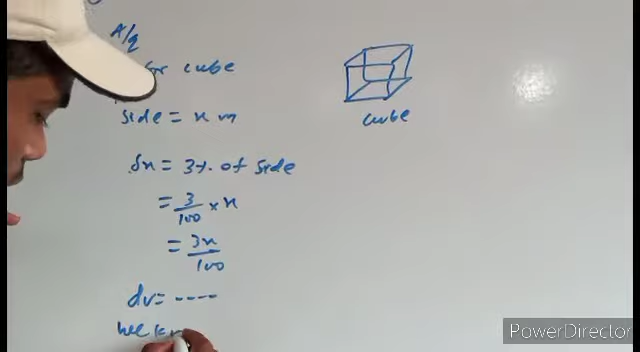 A/q
for cube
side = x m
cube
δx = 3% of side
= 3/100 × x
= 3x/100
dv = ----
we kn
PowerDirector